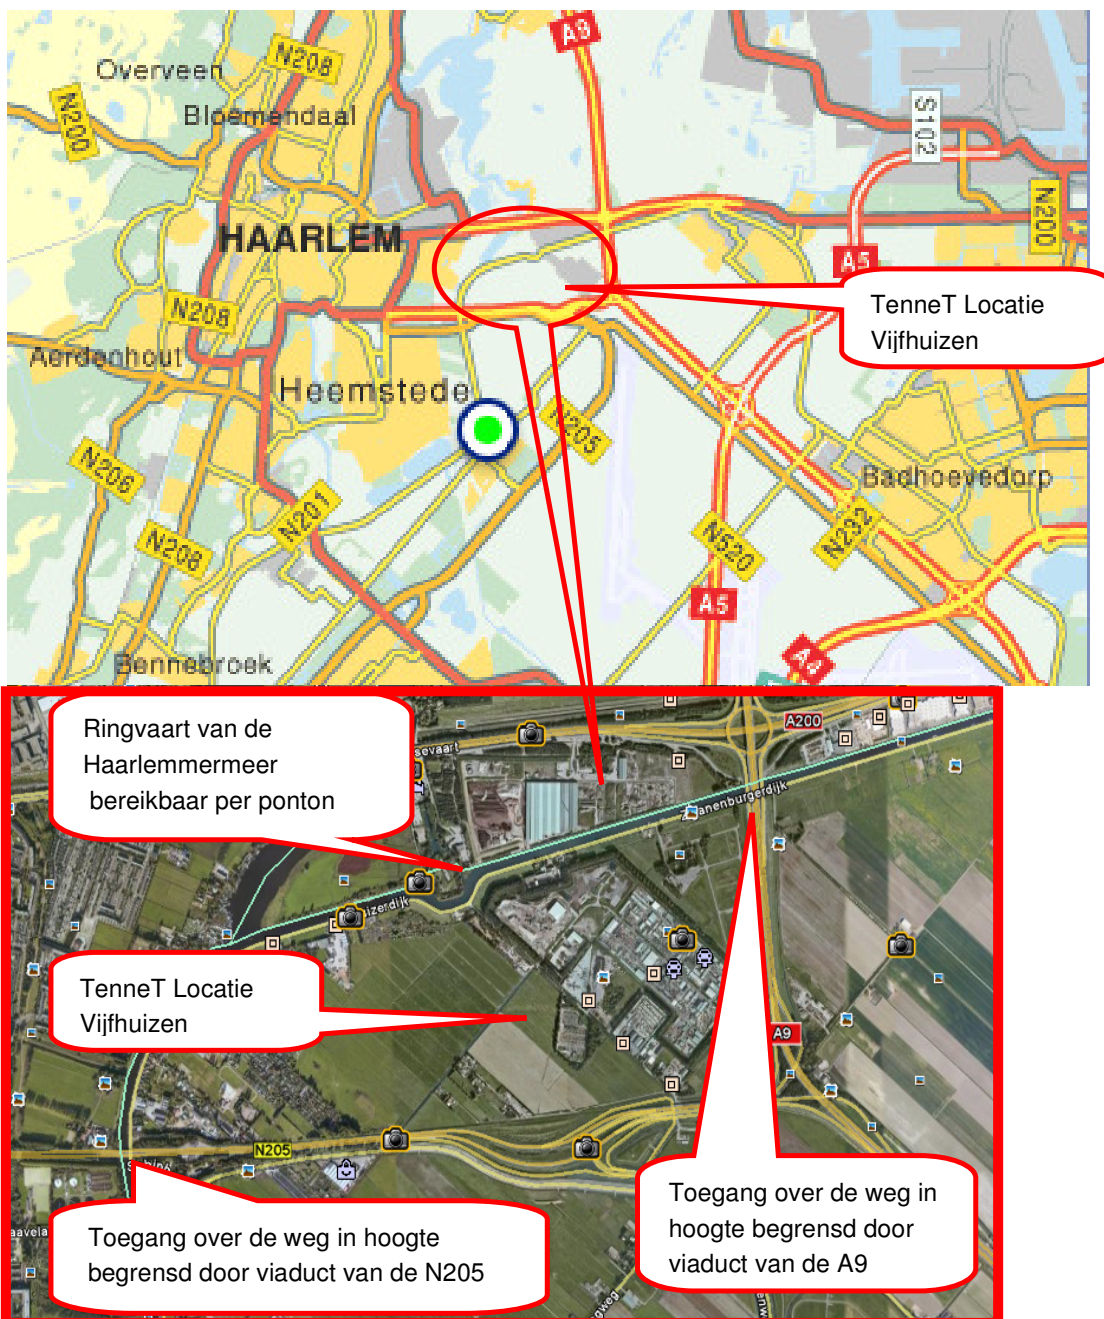 A9
N208
Overveen
N200
Bloemendaal
S102
N200
HAARLEM
A5
TenneT Locatie
Vijfhuizen
N208
Aerdenhout
Heemstede
N205
N206
Badhoevedorp
N201
N232
N208
N520
A5
A4
Bennebroek
Ringvaart van de
Haarlemmermeer
bereikbaar per ponton
A200
sevaart
Zwanenburgerdijk
izerdijk
TenneT Locatie
Vijfhuizen
A9
N205
Toegang over de weg in
hoogte begrensd door
viaduct van de A9
aavela
Toegang over de weg in hoogte
begrensd door viaduct van de N205